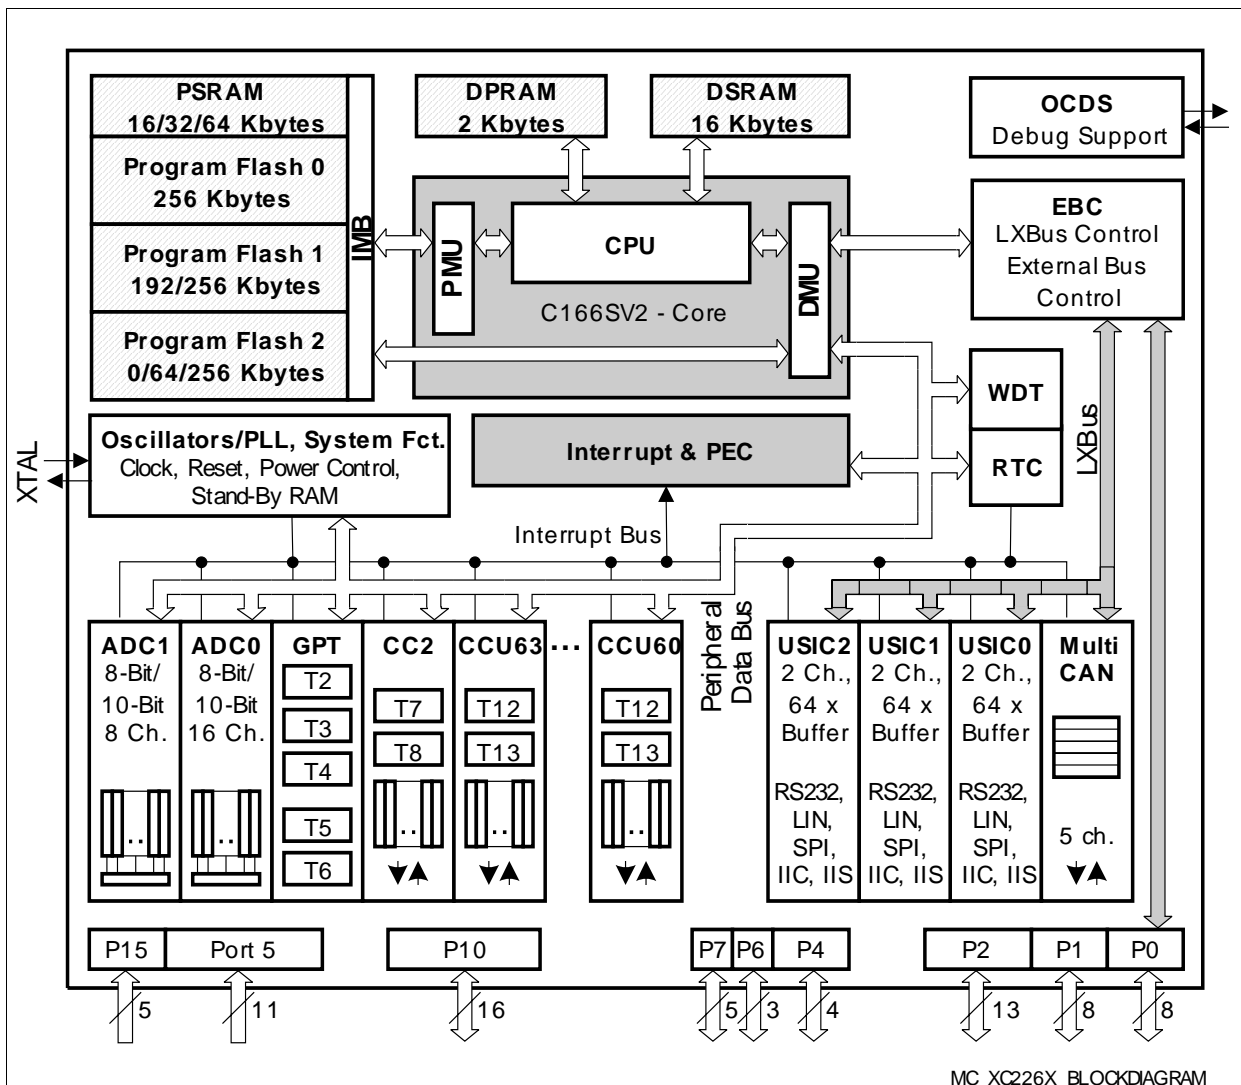 PSRAM
16/32/64 Kbytes
Program Flash 0
256 Kbytes
Program Flash 1
192/256 Kbytes
Program Flash 2
0/64/256 Kbytes
IMB
DPRAM
2 Kbytes
DSRAM
16 Kbytes
OCDS
Debug Support
PMU
CPU
DMU
C166SV2 - Core
EBC
LXBus Control
External Bus
Control
WDT
RTC
LXBus
XTAL
Oscillators/PLL, System Fct.
Clock, Reset, Power Control,
Stand-By RAM
Interrupt & PEC
Interrupt Bus
Peripheral
Data Bus
ADC1
8-Bit/
10-Bit
8 Ch.
..
ADC0
8-Bit/
10-Bit
16 Ch.
..
GPT
T2
T3
T4
T5
T6
CC2
T7
T8
..
CCU63
T12
T13
..
...
CCU60
T12
T13
..
USIC2
2 Ch.,
64 x
Buffer
RS232,
LIN,
SPI,
IIC, IIS
USIC1
2 Ch.,
64 x
Buffer
RS232,
LIN,
SPI,
IIC, IIS
USIC0
2 Ch.,
64 x
Buffer
RS232,
LIN,
SPI,
IIC, IIS
Multi
CAN
5 ch.
P15
Port 5
P10
P7
P6
P4
P2
P1
P0
5
11
16
5
3
4
13
8
8
MC_XC226X_BLOCKDIAGRAM